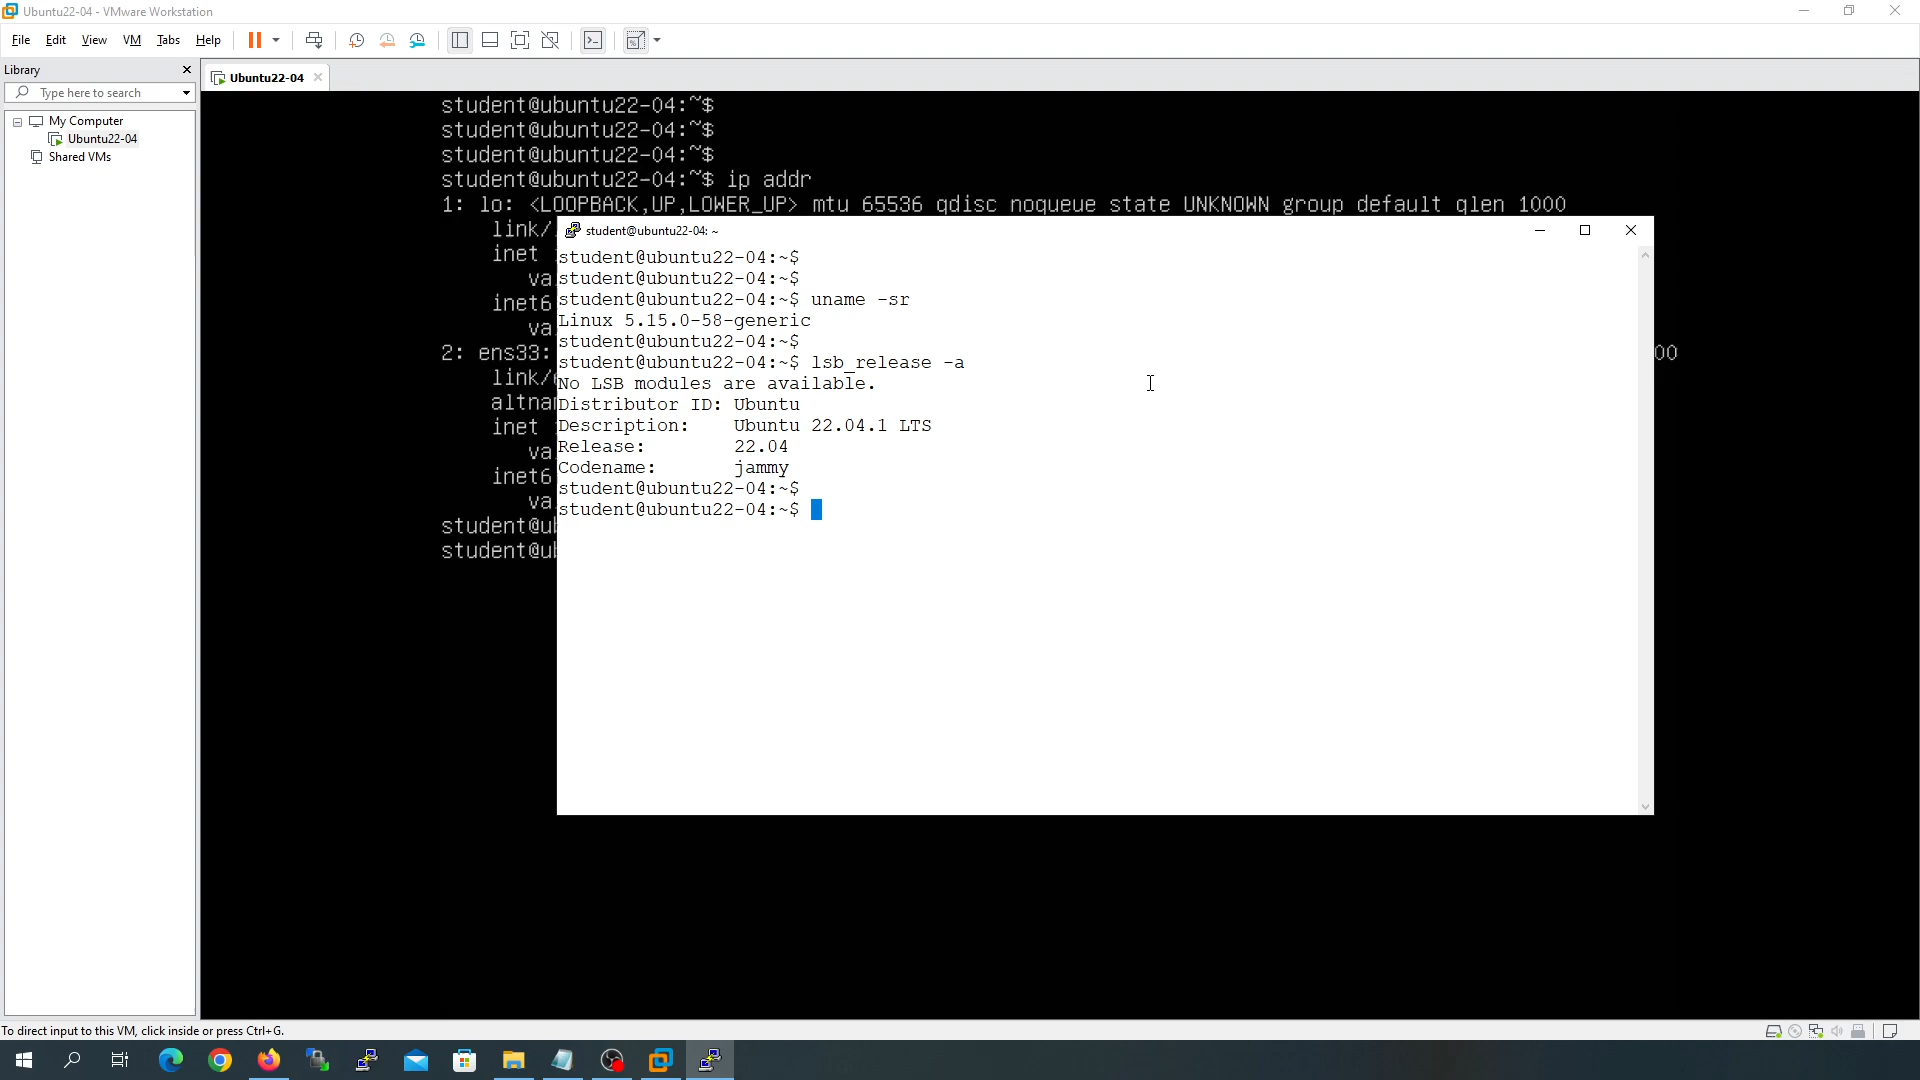 Ubuntu22-04 - VMware Workstation
File Edit View VM Tabs Help
Library
Ubuntu22-04
Type here to search
My Computer
Ubuntu22-04
Shared VMs
student@ubuntu22-04:~$
student@ubuntu22-04:~$
student@ubuntu22-04:~$
student@ubuntu22-04:~$ ip addr
1: lo: <LOOPBACK,UP,LOWER_UP> mtu 65536 qdisc noqueue state UNKNOWN group default qlen 1000
link/
inet
va
inet6
va
2: ens33: 00
link/e
altnam
inet
va
inet6
va
student@ub
student@ub
student@ubuntu22-04: ~
student@ubuntu22-04:~$
student@ubuntu22-04:~$
student@ubuntu22-04:~$ uname -sr
Linux 5.15.0-58-generic
student@ubuntu22-04:~$
student@ubuntu22-04:~$ lsb_release -a
No LSB modules are available.
Distributor ID: Ubuntu
Description: Ubuntu 22.04.1 LTS
Release: 22.04
Codename: jammy
student@ubuntu22-04:~$
student@ubuntu22-04:~$
To direct input to this VM, click inside or press Ctrl+G.